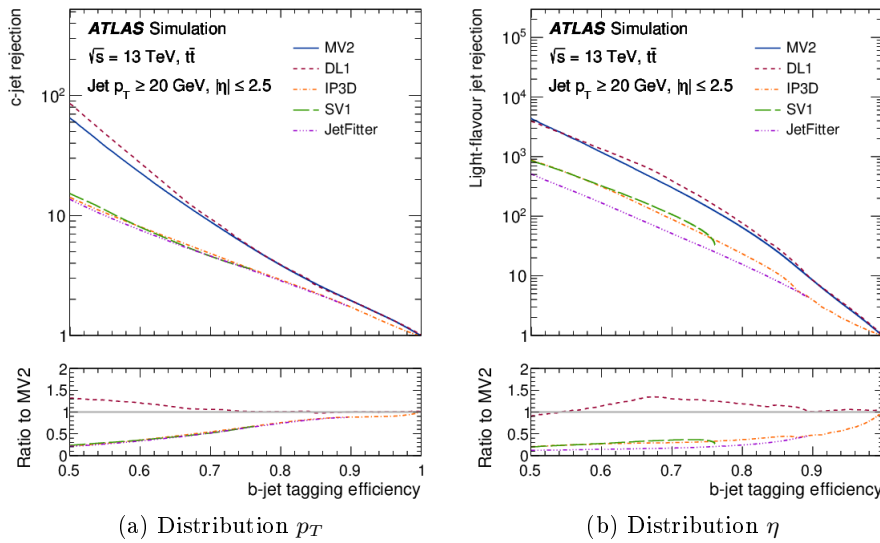 ATLAS Simulation
√s = 13 TeV, tt̄
Jet p_T ≥ 20 GeV, |η| ≤ 2.5
MV2
DL1
IP3D
SV1
JetFitter
c-jet rejection
10²
10
1
Ratio to MV2
2
1.5
1
0.5
0
0.5
0.6
0.7
0.8
0.9
1
b-jet tagging efficiency
(a) Distribution p_T
ATLAS Simulation
√s = 13 TeV, tt̄
Jet p_T ≥ 20 GeV, |η| ≤ 2.5
MV2
DL1
IP3D
SV1
JetFitter
Light-flavour jet rejection
10⁵
10⁴
10³
10²
10
1
Ratio to MV2
2
1.5
1
0.5
0
0.5
0.6
0.7
0.8
0.9
b-jet tagging efficiency
(b) Distribution η